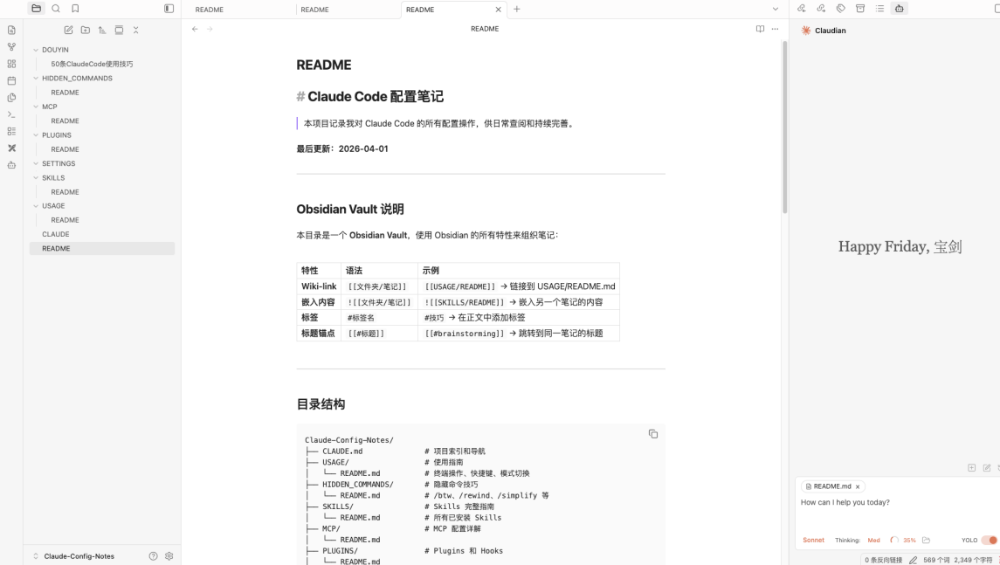 README
README
README
DOUYIN
50条ClaudeCode使用技巧
HIDDEN_COMMANDS
README
MCP
README
PLUGINS
README
SETTINGS
SKILLS
README
USAGE
README
CLAUDE
README
Claude-Config-Notes
README
README
# Claude Code 配置笔记
本项目记录我对 Claude Code 的所有配置操作，供日常查阅和持续完善。
最后更新：2026-04-01
Obsidian Vault 说明
本目录是一个 Obsidian Vault，使用 Obsidian 的所有特性来组织笔记：
特性 语法 示例
Wiki-link [[文件夹/笔记]] [[USAGE/README]] → 链接到 USAGE/README.md
嵌入内容 ![[文件夹/笔记]] ![[SKILLS/README]] → 嵌入另一个笔记的内容
标签 #标签名 #技巧 → 在正文中添加标签
标题锚点 [[#标题]] [[#brainstorming]] → 跳转到同一笔记的标题
目录结构
Claude-Config-Notes/
├── CLAUDE.md # 项目索引和导航
├── USAGE/ # 使用指南
│ └── README.md # 终端操作、快捷键、模式切换
├── HIDDEN_COMMANDS/ # 隐藏命令技巧
│ └── README.md # /btw、/rewind、/simplify 等
├── SKILLS/ # Skills 完整指南
│ └── README.md # 所有已安装 Skills
├── MCP/ # MCP 配置详解
│ └── README.md
├── PLUGINS/ # Plugins 和 Hooks
│ └── README.md
Claudian
Happy Friday, 宝剑
README.md ×
How can I help you today?
Sonnet Thinking: Med 35% YOLO
0 条反向链接 569 个词 2,349 个字符